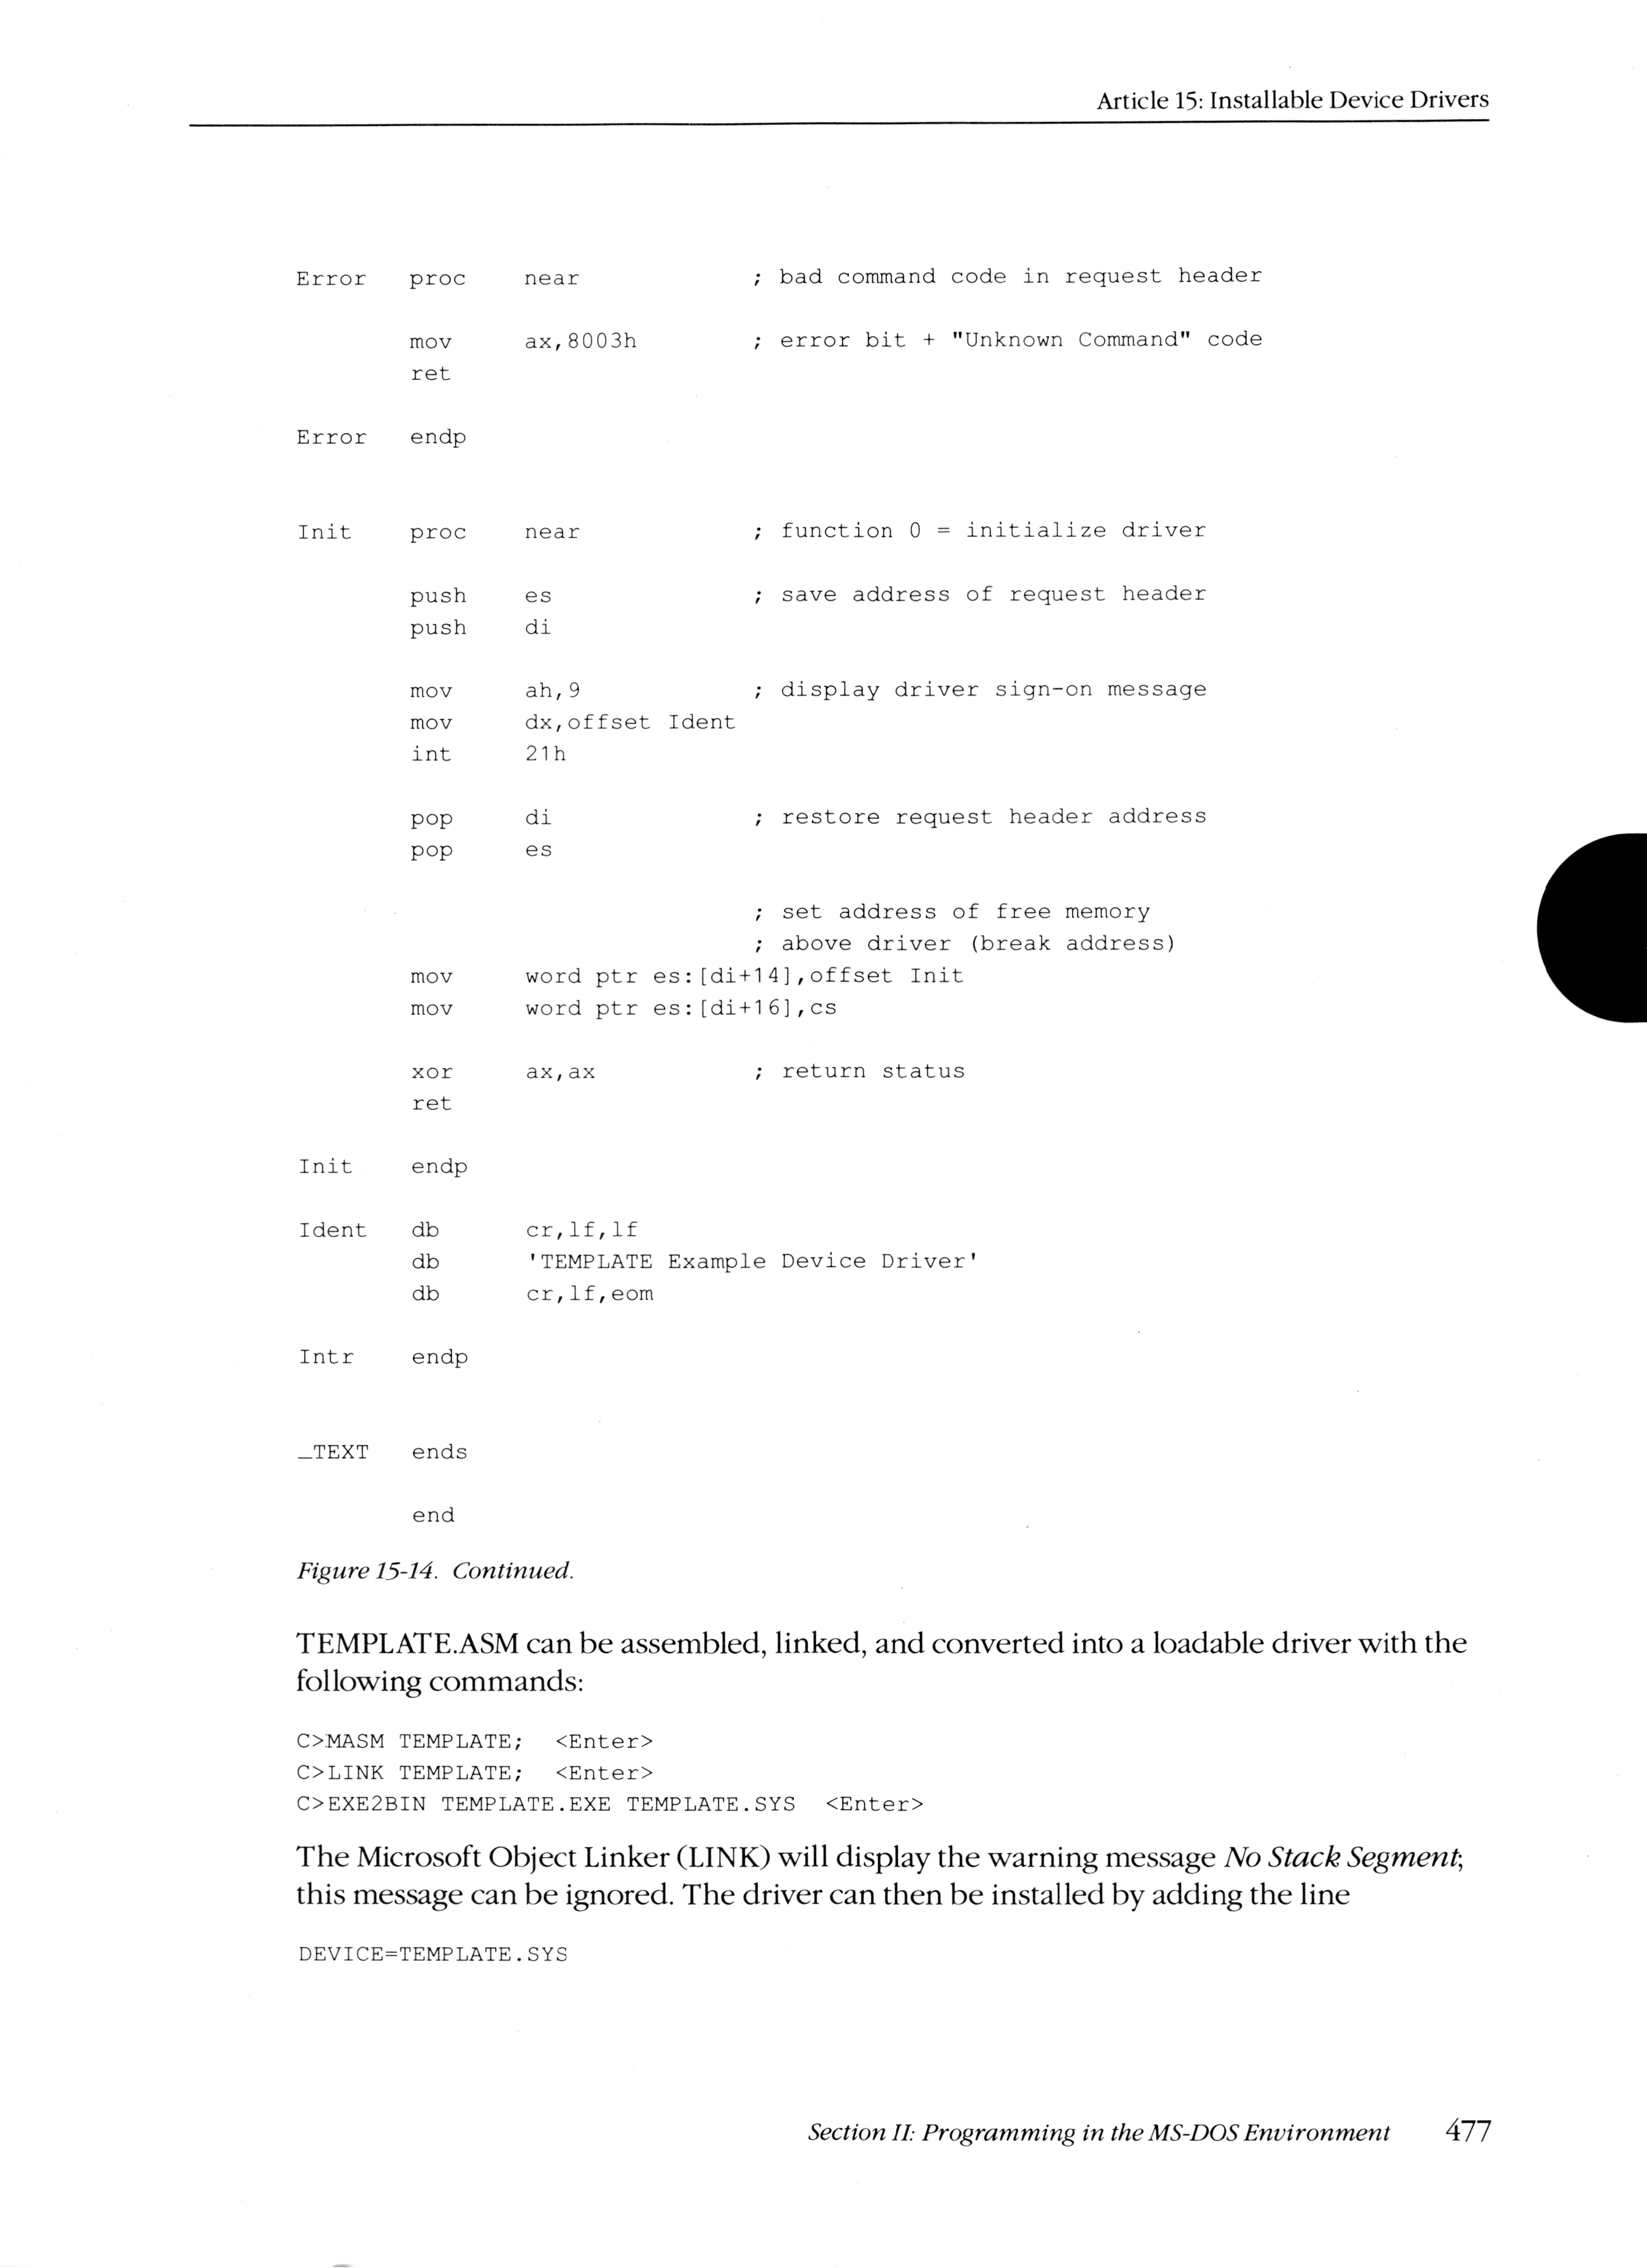 Article 15: Installable Device Drivers
Error proc near ; bad command code in request header
mov ax,8003h ; error bit + "Unknown Command" code
ret
Error endp
Init proc near ; function 0 = initialize driver
push es ; save address of request header
push di
mov ah,9 ; display driver sign-on message
mov dx,offset Ident
int 21h
pop di ; restore request header address
pop es
; set address of free memory
; above driver (break address)
mov word ptr es:[di+14],offset Init
mov word ptr es:[di+16],cs
xor ax,ax ; return status
ret
Init endp
Ident db cr,lf,lf
db 'TEMPLATE Example Device Driver'
db cr,lf,eom
Intr endp
_TEXT ends
end
Figure 15-14. Continued.
TEMPLATE.ASM can be assembled, linked, and converted into a loadable driver with the
following commands:
C>MASM TEMPLATE; <Enter>
C>LINK TEMPLATE; <Enter>
C>EXE2BIN TEMPLATE.EXE TEMPLATE.SYS <Enter>
The Microsoft Object Linker (LINK) will display the warning message No Stack Segment;
this message can be ignored. The driver can then be installed by adding the line
DEVICE=TEMPLATE.SYS
Section II: Programming in the MS-DOS Environment 477